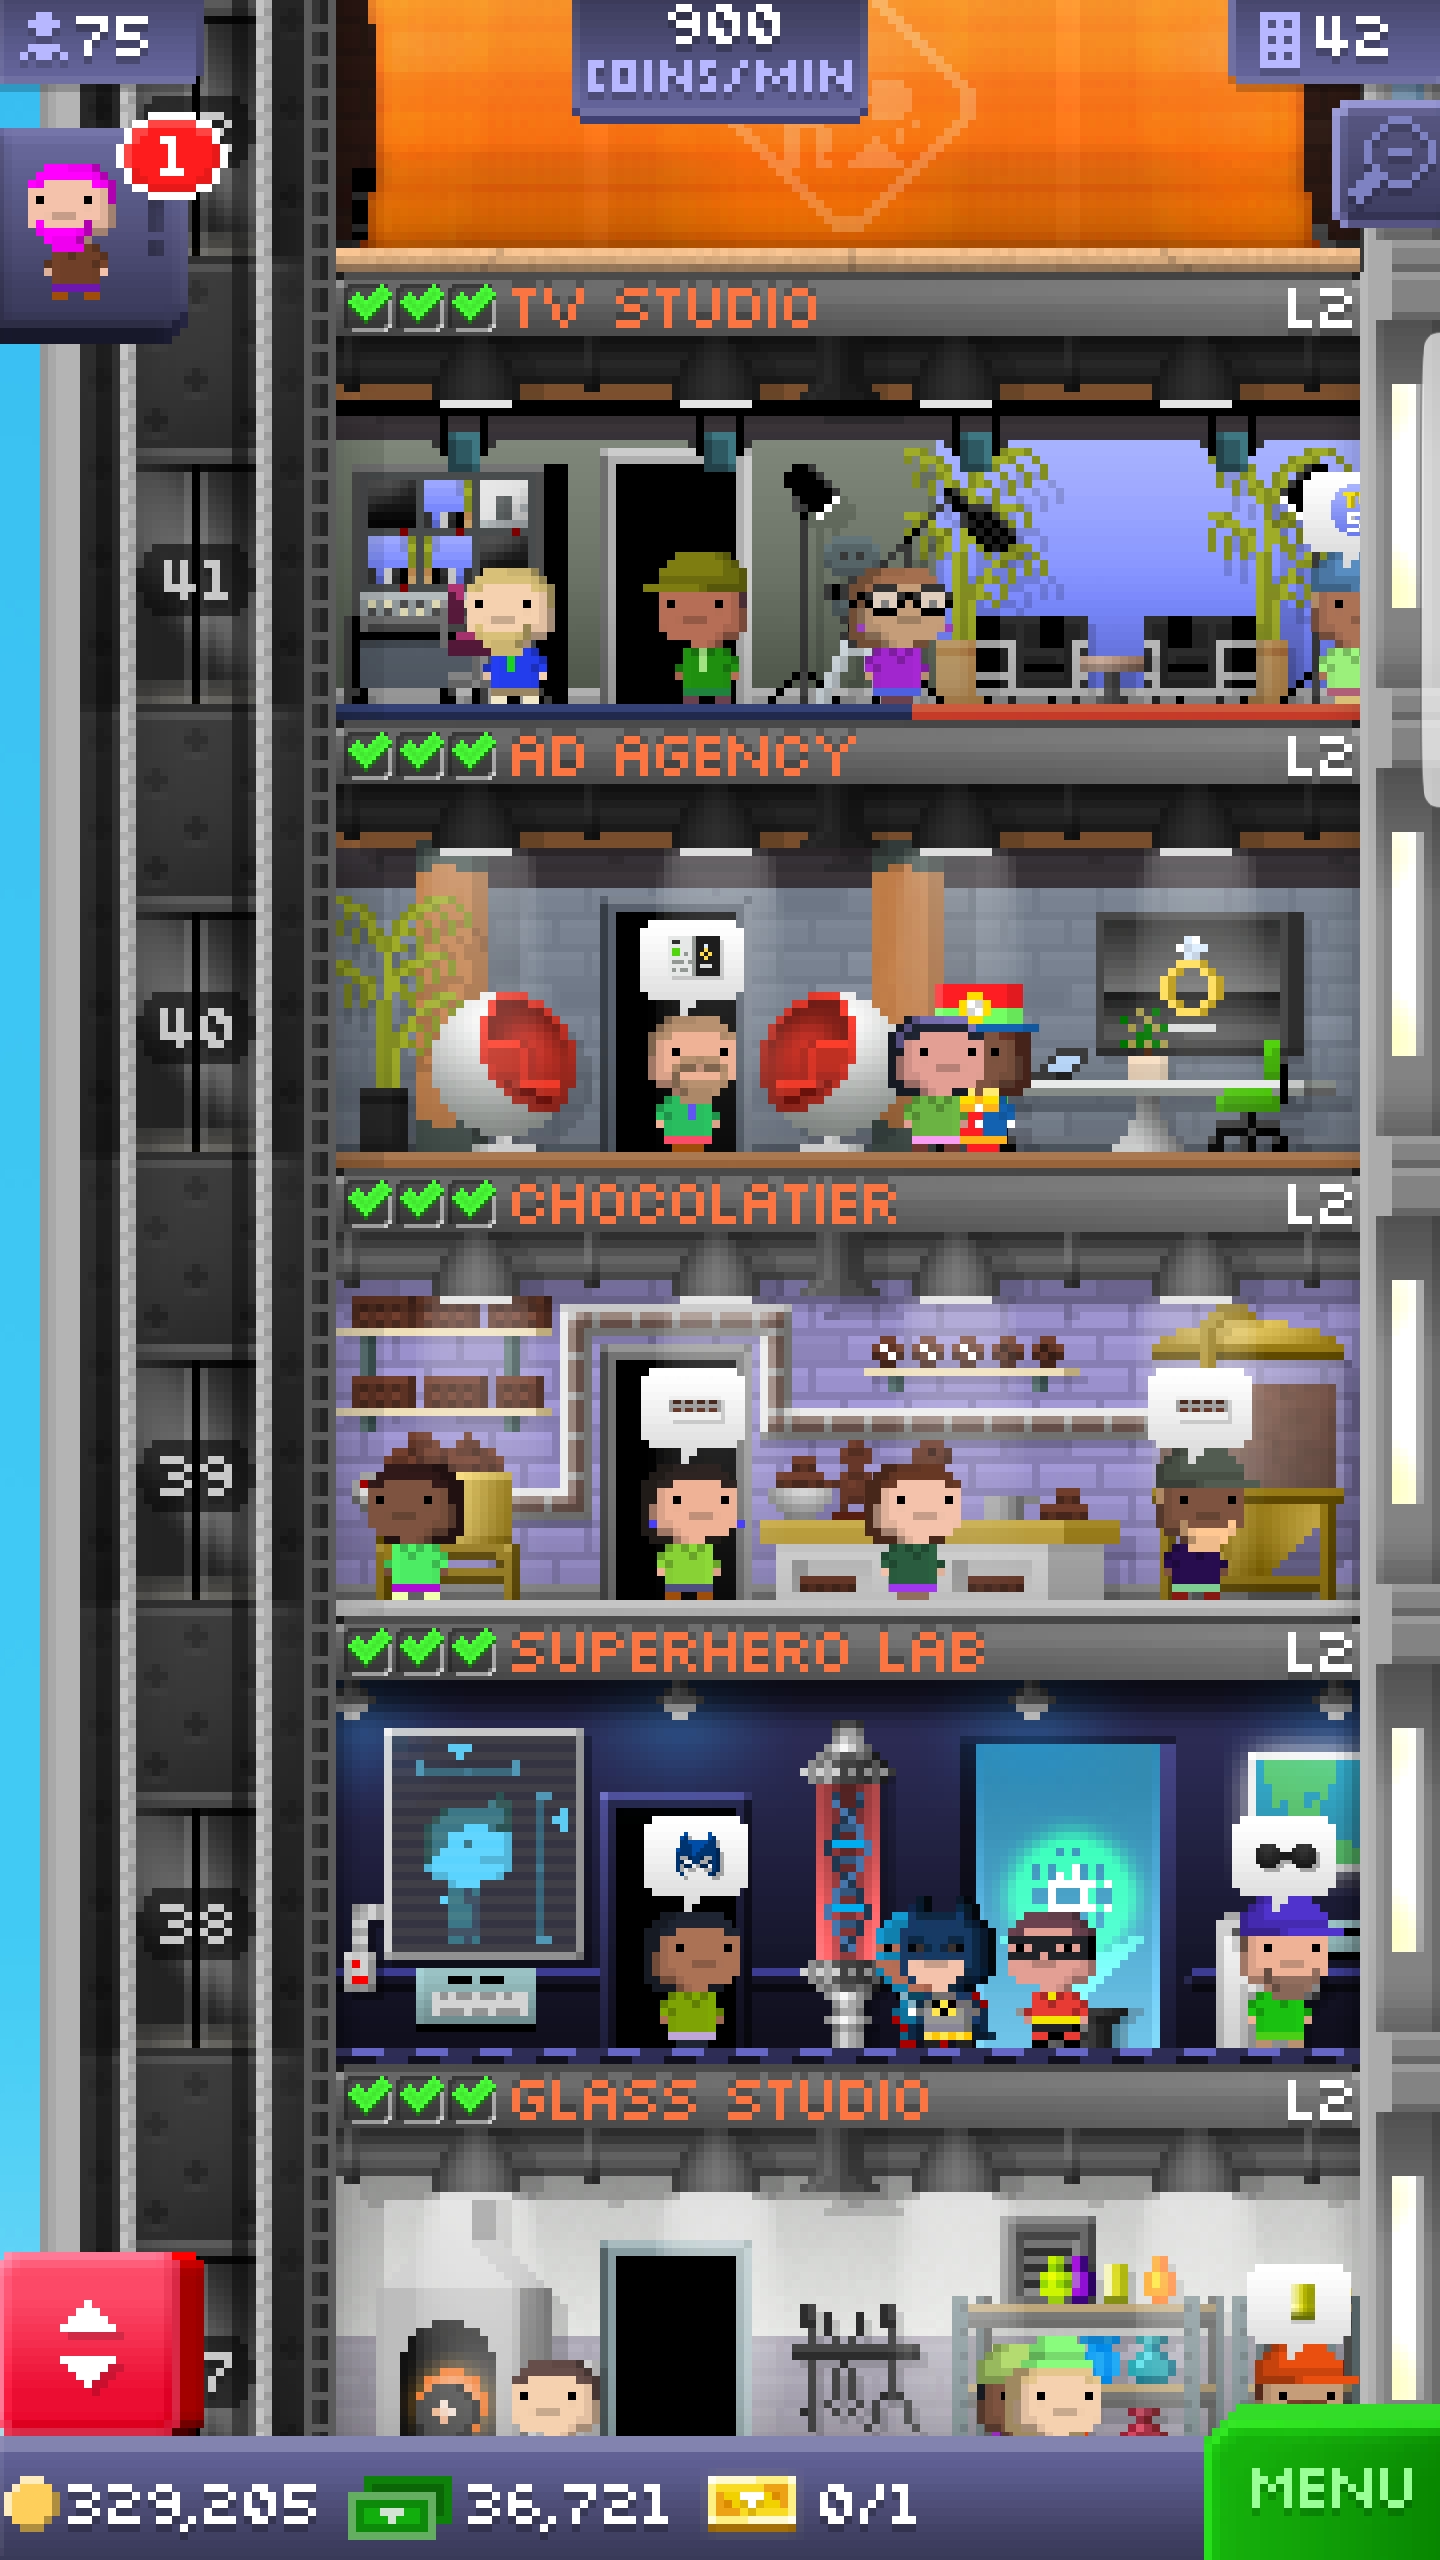 75
900
COINS/MIN
42
1
TV STUDIO L2
41
AD AGENCY L2
40
CHOCOLATIER L2
39
SUPERHERO LAB L2
38
GLASS STUDIO L2
7
329,205 36,721 0/1
MENU